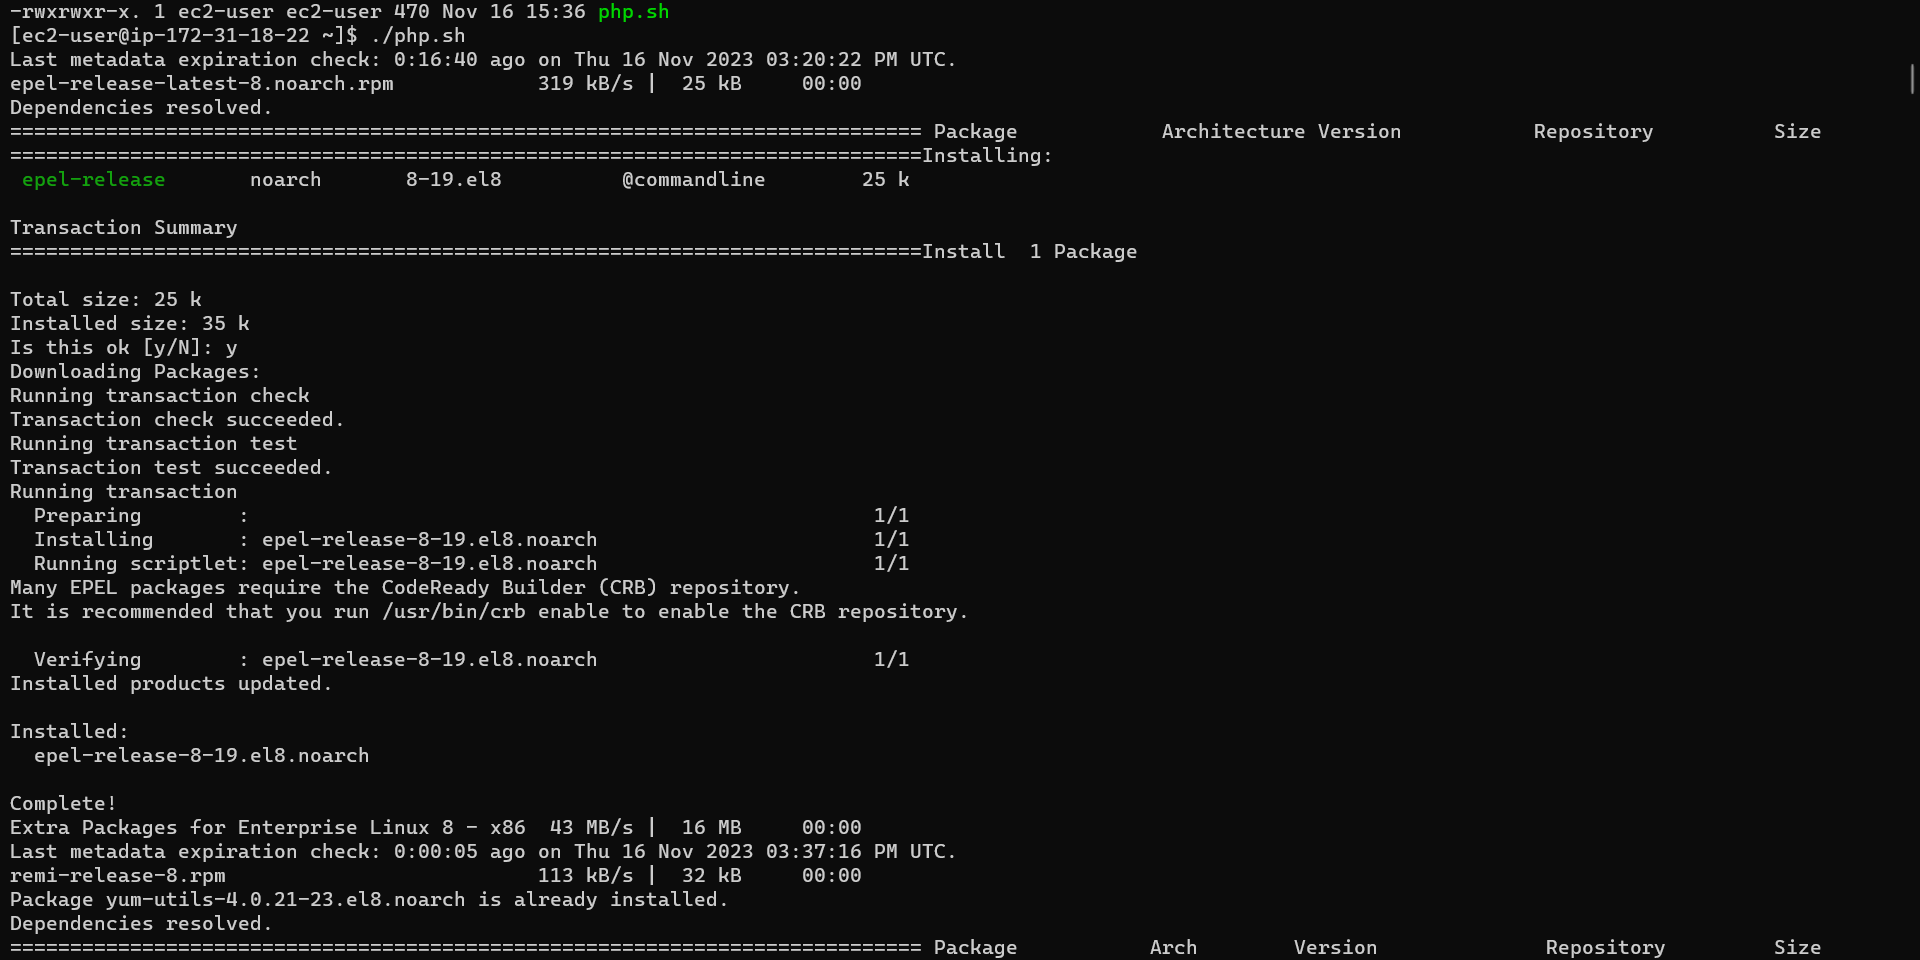 -rwxrwxr-x. 1 ec2-user ec2-user 470 Nov 16 15:36 php.sh
[ec2-user@ip-172-31-18-22 ~]$ ./php.sh
Last metadata expiration check: 0:16:40 ago on Thu 16 Nov 2023 03:20:22 PM UTC.
epel-release-latest-8.noarch.rpm            319 kB/s |  25 kB     00:00
Dependencies resolved.
============================================================================ Package            Architecture Version           Repository          Size
============================================================================Installing:
 epel-release       noarch       8-19.el8          @commandline        25 k

Transaction Summary
============================================================================Install  1 Package

Total size: 25 k
Installed size: 35 k
Is this ok [y/N]: y
Downloading Packages:
Running transaction check
Transaction check succeeded.
Running transaction test
Transaction test succeeded.
Running transaction
  Preparing        :                                                    1/1
  Installing       : epel-release-8-19.el8.noarch                       1/1
  Running scriptlet: epel-release-8-19.el8.noarch                       1/1
Many EPEL packages require the CodeReady Builder (CRB) repository.
It is recommended that you run /usr/bin/crb enable to enable the CRB repository.

  Verifying        : epel-release-8-19.el8.noarch                       1/1
Installed products updated.

Installed:
  epel-release-8-19.el8.noarch

Complete!
Extra Packages for Enterprise Linux 8 - x86  43 MB/s |  16 MB     00:00
Last metadata expiration check: 0:00:05 ago on Thu 16 Nov 2023 03:37:16 PM UTC.
remi-release-8.rpm                          113 kB/s |  32 kB     00:00
Package yum-utils-4.0.21-23.el8.noarch is already installed.
Dependencies resolved.
============================================================================ Package           Arch        Version              Repository         Size